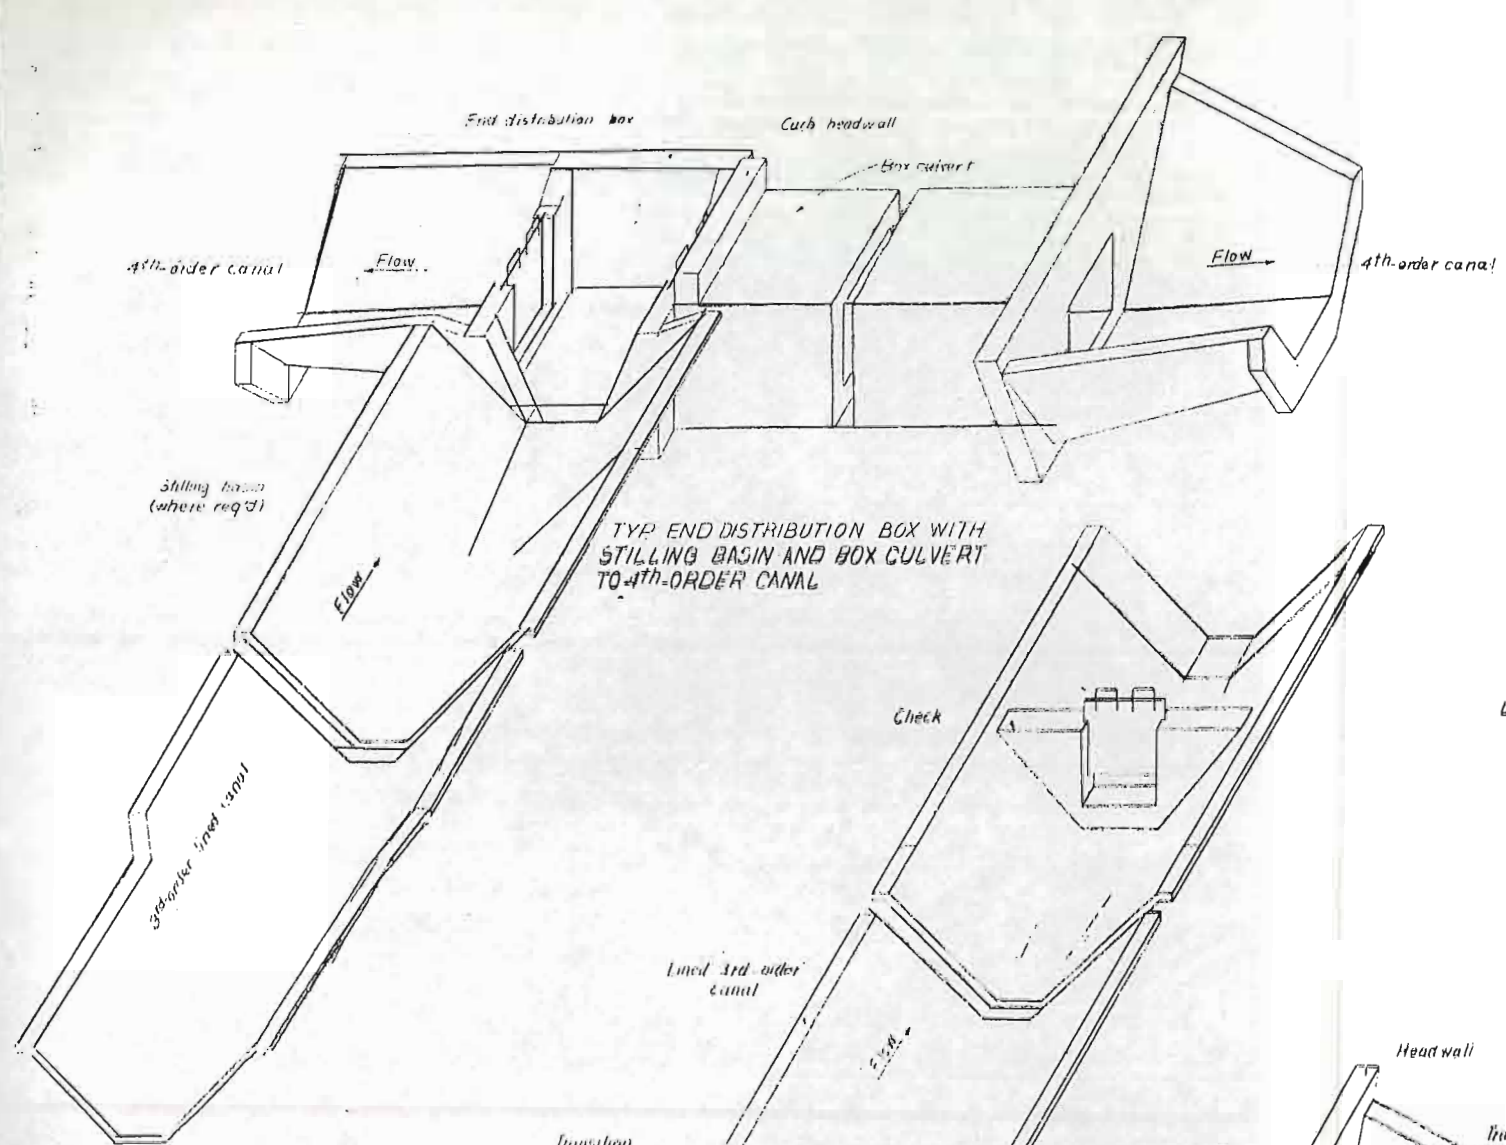 End distribution box
Curb headwall
Box culvert
4th-order canal
Flow
Flow
4th-order canal
Stilling basin
(where req'd)
TYP. END DISTRIBUTION BOX WITH
STILLING BASIN AND BOX CULVERT
TO 4th-ORDER CANAL
Flow
Check
3rd-order lined canal
Lined 3rd-order
canal
Flow
Headwall
Transition